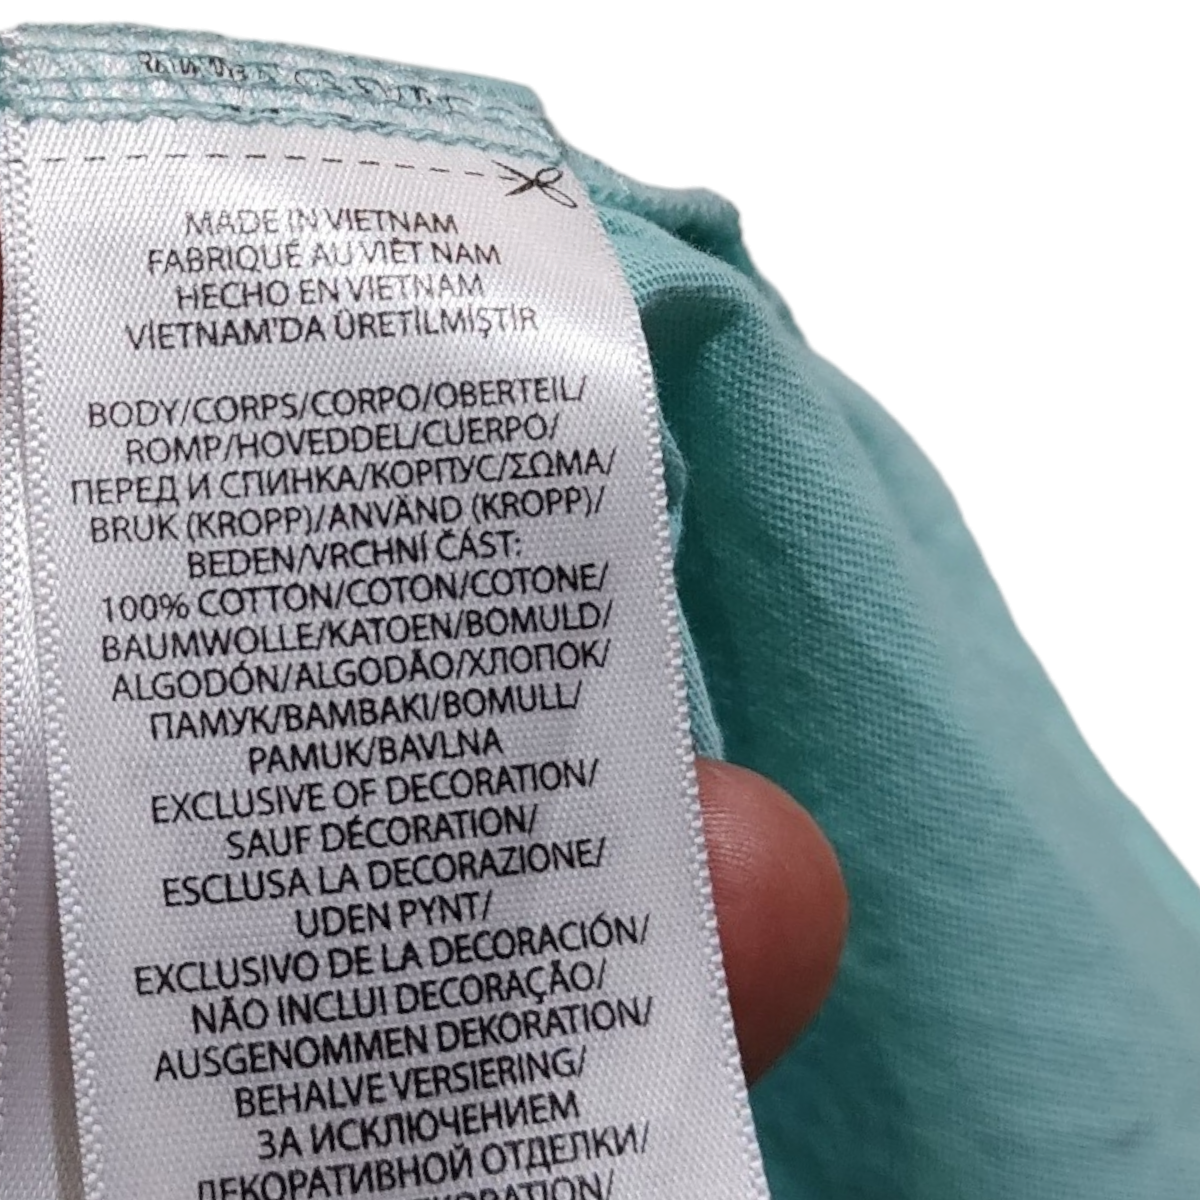 MADE IN VIETNAM
FABRIQUÉ AU VIÊT NAM
HECHO EN VIETNAM
VİETNAM'DA ÜRETİLMİŞTİR
BODY/CORPS/CORPO/OBERTEIL/
ROMP/HOVEDDEL/CUERPO/
ПЕРЕД И СПИНКА/КОРПУС/ΣΩΜΑ/
BRUK (KROPP)/ANVÄND (KROPP)/
BEDEN/VRCHNÍ ČÁST:
100% COTTON/COTON/COTONE/
BAUMWOLLE/KATOEN/BOMULD/
ALGODÓN/ALGODÃO/ХЛОПОК/
ПАМУК/ΒΑΜΒΑΚΙ/BOMULL/
PAMUK/BAVLNA
EXCLUSIVE OF DECORATION/
SAUF DÉCORATION/
ESCLUSA LA DECORAZIONE/
UDEN PYNT/
EXCLUSIVO DE LA DECORACIÓN/
NÃO INCLUI DECORAÇÃO/
AUSGENOMMEN DEKORATION/
BEHALVE VERSIERING/
ЗА ИСКЛЮЧЕНИЕМ
ДЕКОРАТИВНОЙ ОТДЕЛКИ/